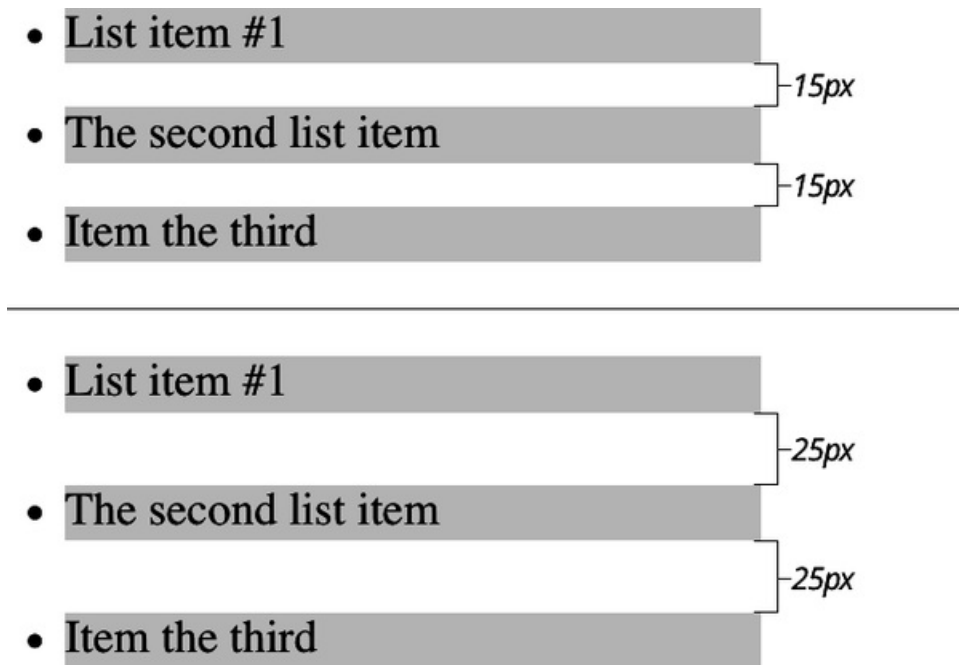 • List item #1
15px
• The second list item
15px
• Item the third
• List item #1
25px
• The second list item
25px
• Item the third